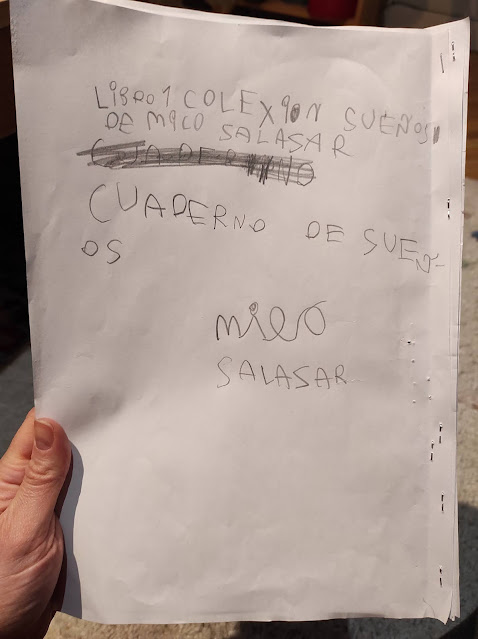 LIBRO 1 COLEXION SUEÑOS
DE MILO SALASAR
CUADERNO DE SUEÑ-
OS
MILO
SALASAR